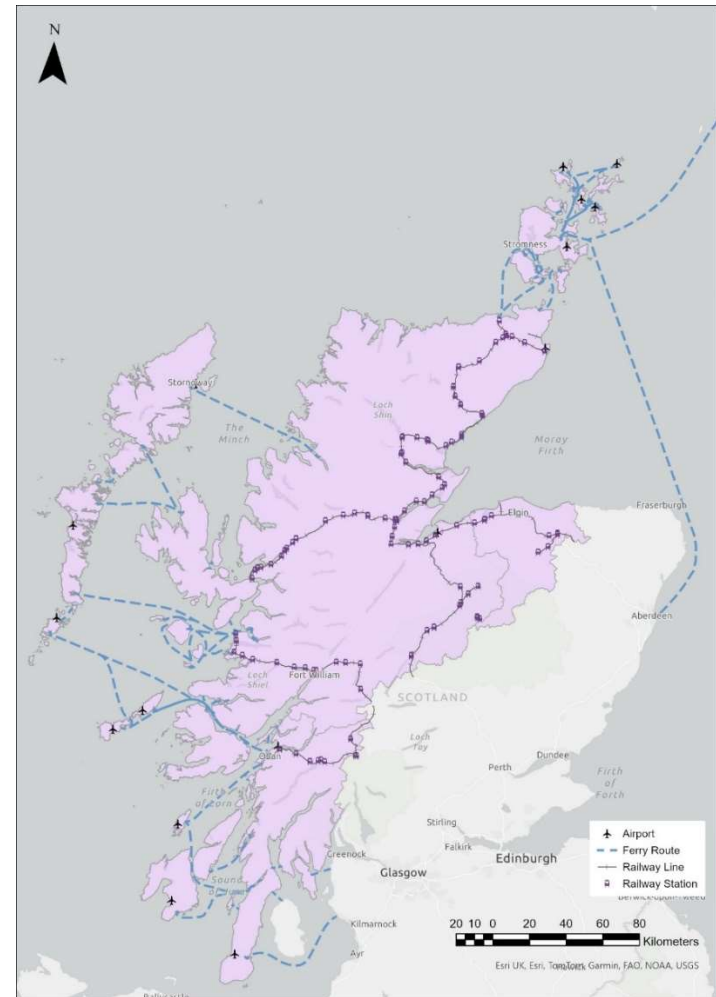 N
Stromness
Stornoway
Loch
Shin
The
Minch
Moray
Firth
Elgin
Fraserburgh
Aberdeen
Loch
Shiel
Fort William
SCOTLAND
Loch
Tay
Oban
Dundee
Perth
Firth
of Lorn
Firth
of
Forth
Stirling
Falkirk
Greenock
Edinburgh
Glasgow
Sound
Kilmarnock
Ayr
Airport
Ferry Route
Railway Line
Railway Station
20 10 0 20 40 60 80
Kilometers
Esri UK, Esri, TomTom, Garmin, FAO, NOAA, USGS